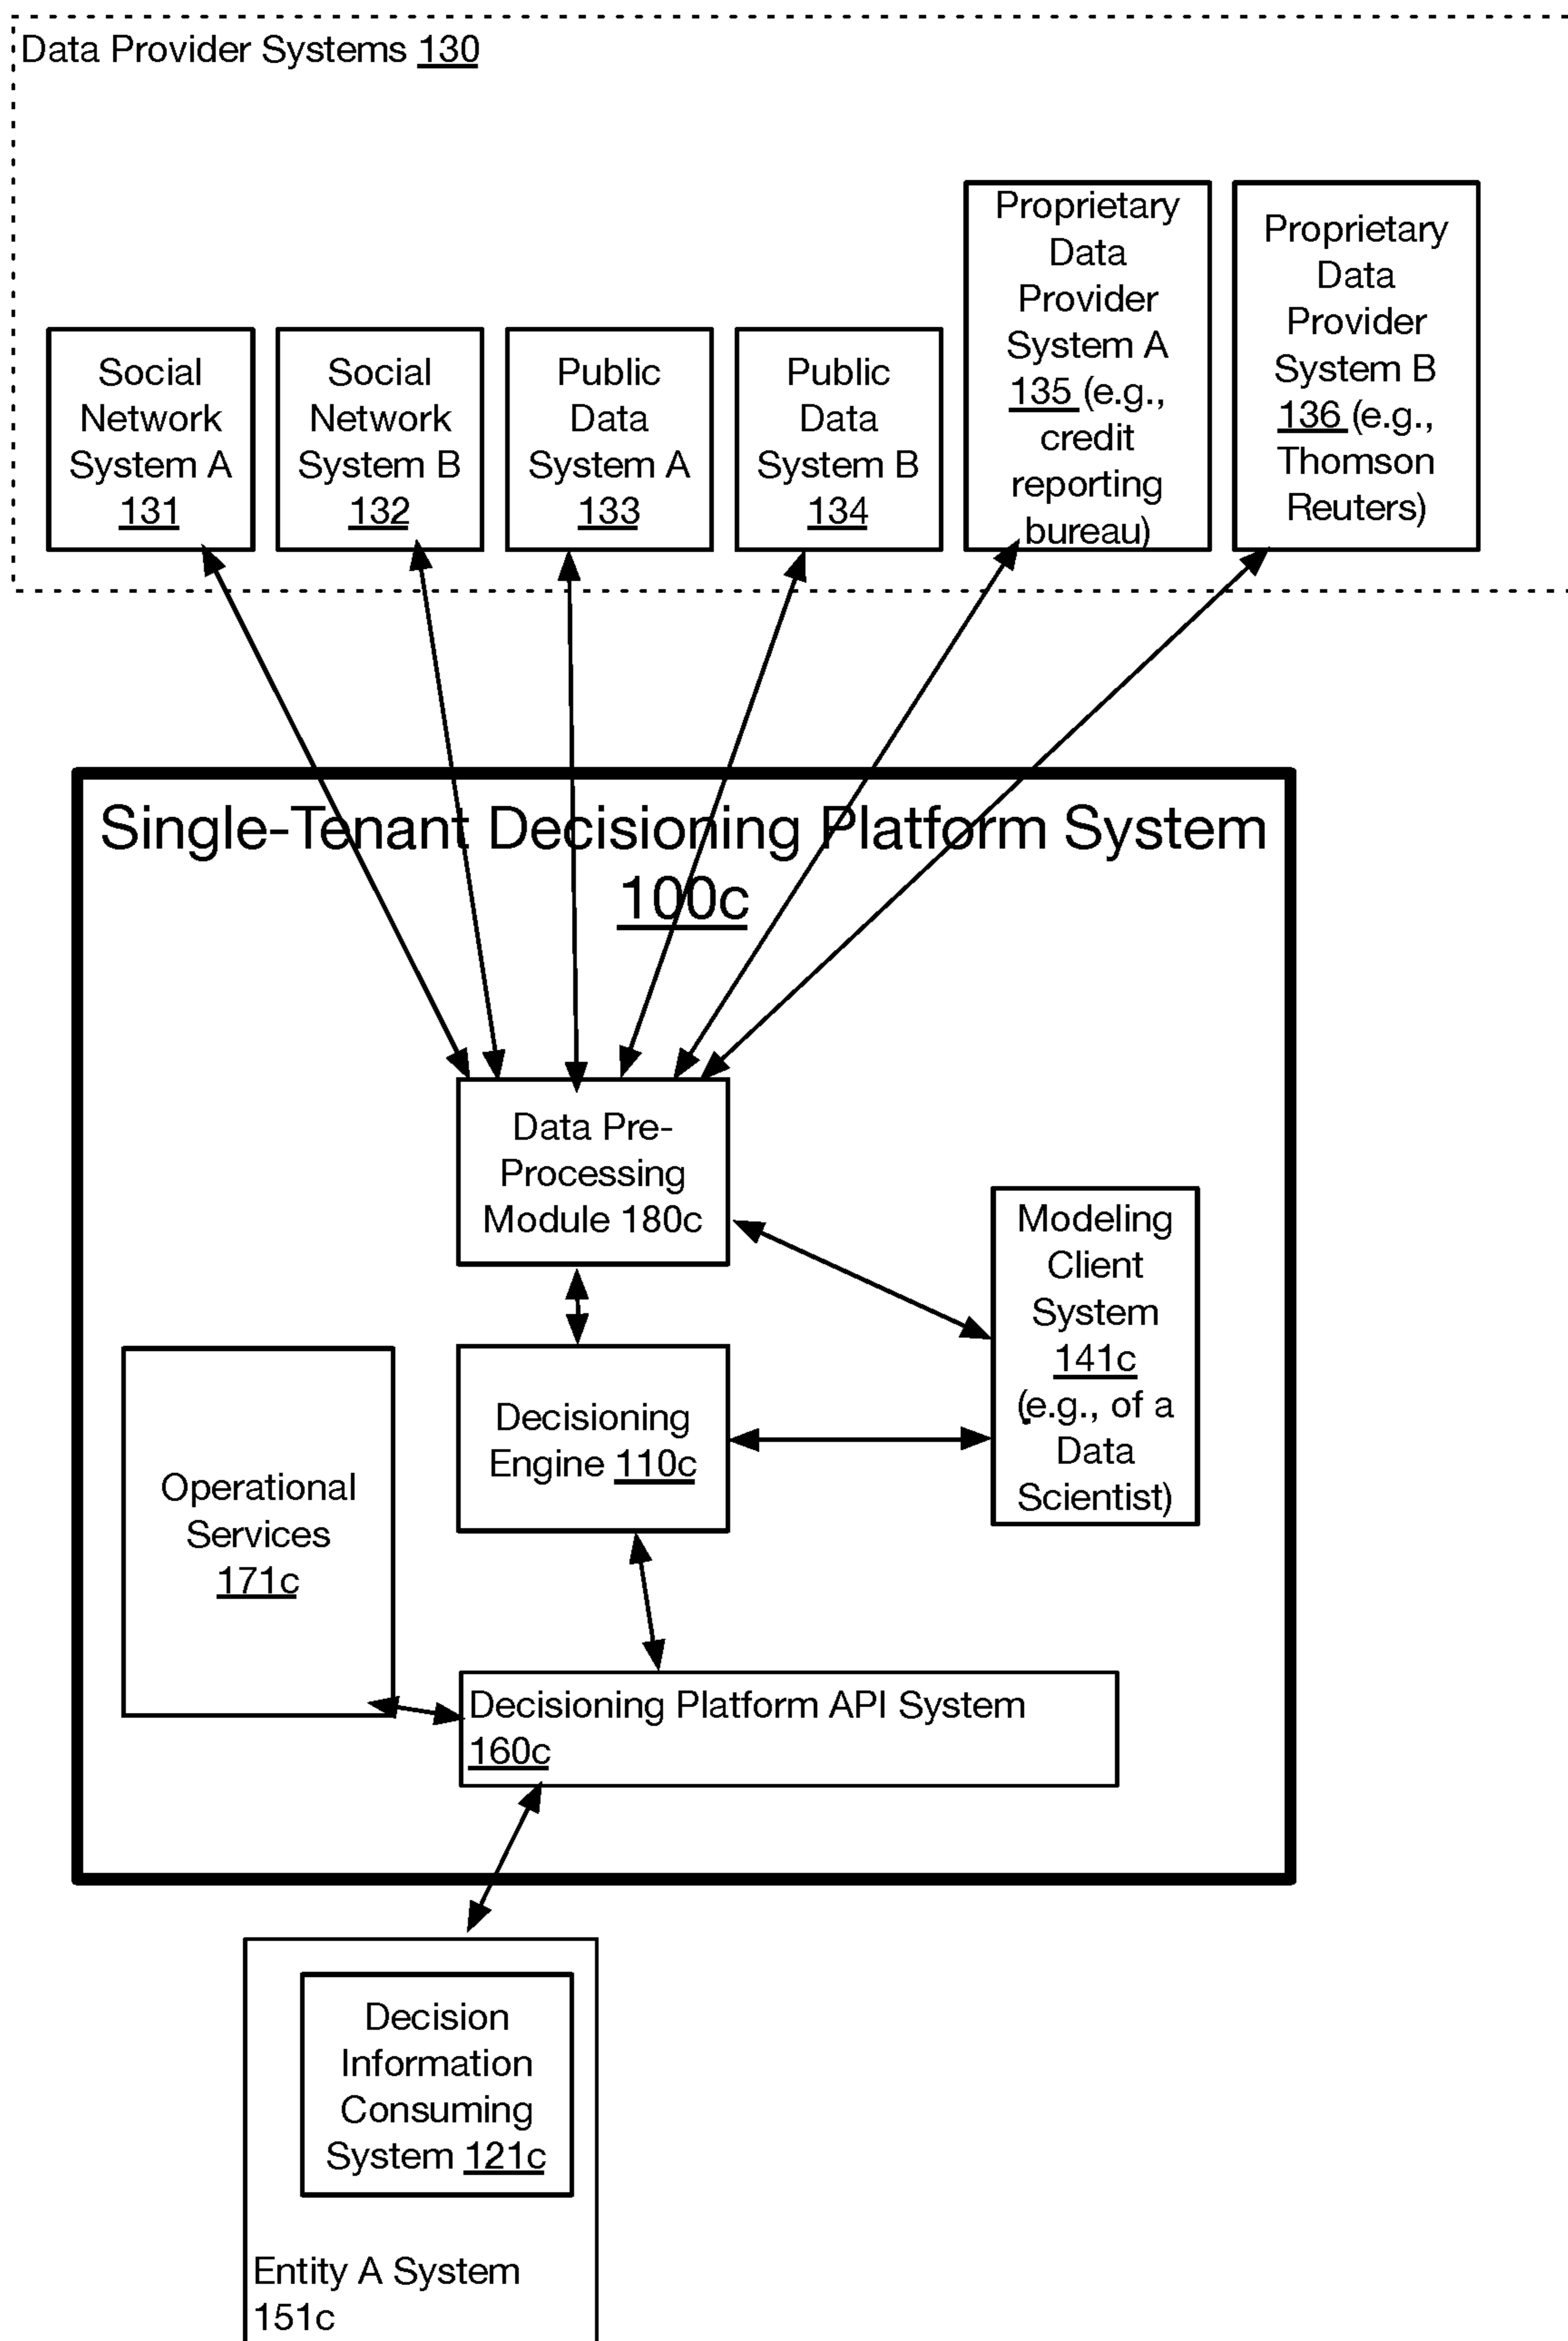 Data Provider Systems 130
Social
Network
System A
131
Social
Network
System B
132
Public
Data
System A
133
Public
Data
System B
134
Proprietary
Data
Provider
System A
135 (e.g.,
credit
reporting
bureau)
Proprietary
Data
Provider
System B
136 (e.g.,
Thomson
Reuters)
Single-Tenant Decisioning Platform System
100c
Data Pre-
Processing
Module 180c
Modeling
Client
System
141c
(e.g., of a
Data
Scientist)
Decisioning
Engine 110c
Operational
Services
171c
Decisioning Platform API System
160c
Decision
Information
Consuming
System 121c
Entity A System
151c